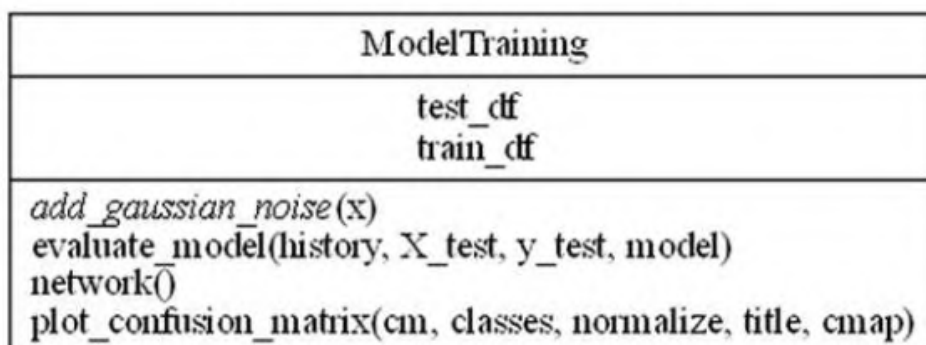 ModelTraining
test_df
train_df
add_gaussian_noise(x)
evaluate_model(history, X_test, y_test, model)
network()
plot_confusion_matrix(cm, classes, normalize, title, cmap)